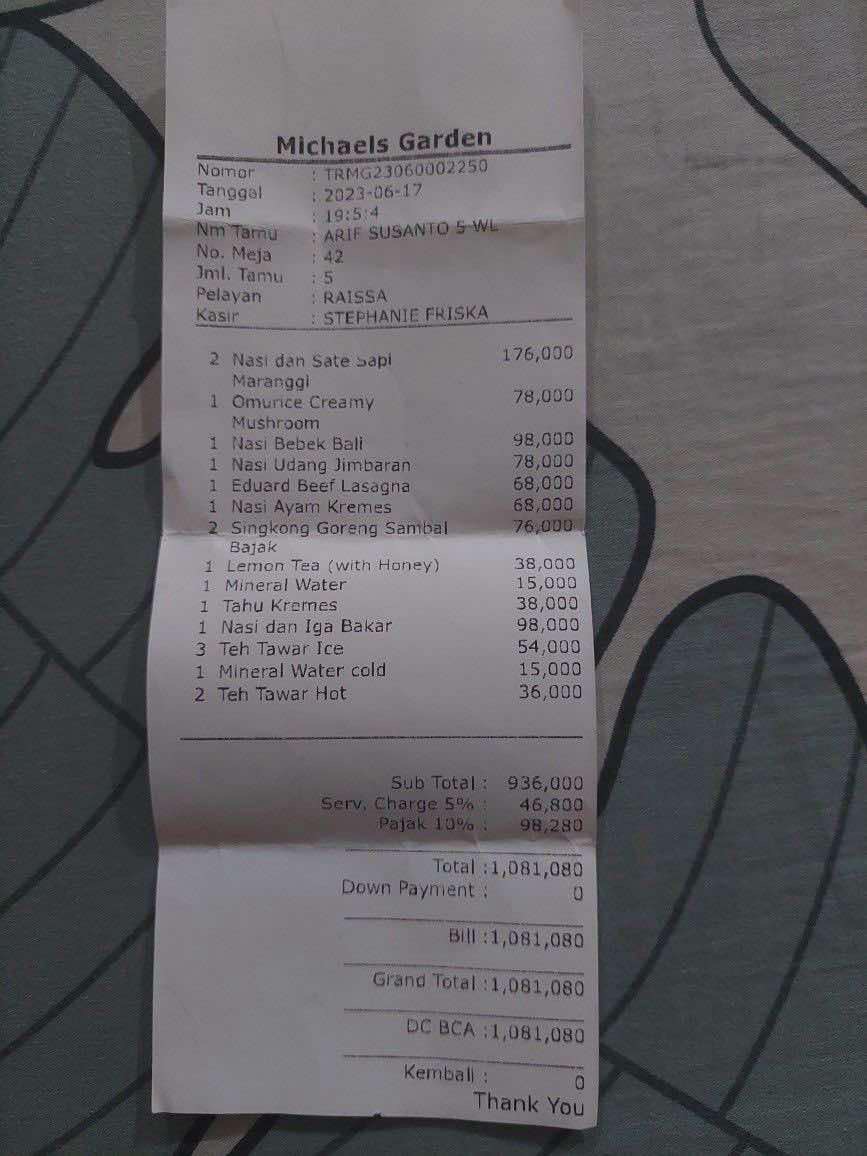 Michaels Garden
Nomor : TRMG23060002250
Tanggal : 2023-06-17
Jam : 19:5:4
Nm Tamu : ARIF SUSANTO 5 WL
No. Meja : 42
Jml. Tamu : 5
Pelayan : RAISSA
Kasir : STEPHANIE FRISKA
2 Nasi dan Sate Sapi 176,000
Maranggi
1 Omurice Creamy 78,000
Mushroom
1 Nasi Bebek Bali 98,000
1 Nasi Udang Jimbaran 78,000
1 Eduard Beef Lasagna 68,000
1 Nasi Ayam Kremes 68,000
2 Singkong Goreng Sambal 76,000
Bajak
1 Lemon Tea (with Honey) 38,000
1 Mineral Water 15,000
1 Tahu Kremes 38,000
1 Nasi dan Iga Bakar 98,000
3 Teh Tawar Ice 54,000
1 Mineral Water cold 15,000
2 Teh Tawar Hot 36,000
Sub Total : 936,000
Serv. Charge 5% : 46,800
Pajak 10% : 98,280
Total :1,081,080
Down Payment : 0
Bill :1,081,080
Grand Total :1,081,080
DC BCA :1,081,080
Kembali : 0
Thank You